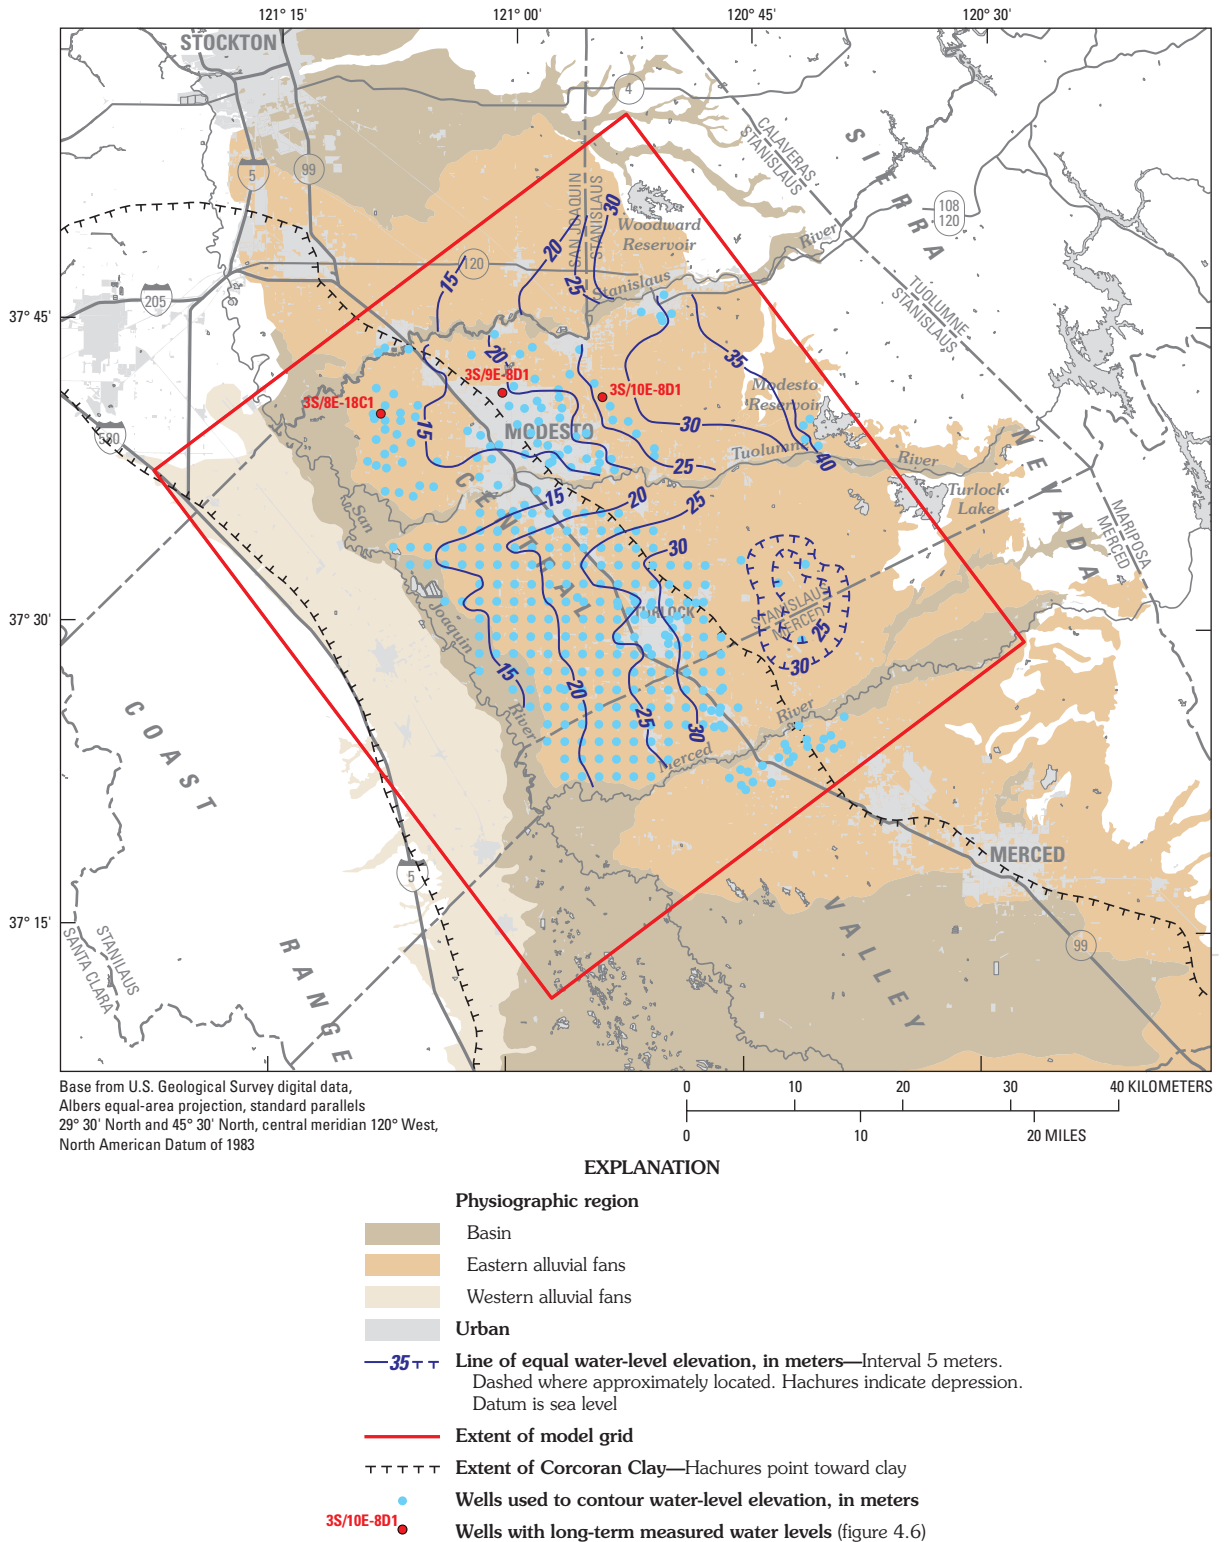 121° 15'
121° 00'
120° 45'
120° 30'
STOCKTON
4
CALAVERAS
STANISLAUS
SIERRA
5
99
SAN JOAQUIN
STANISLAUS
30
108
120
Woodward
Reservoir
River
20
120
15
25
Stanislaus
TUOLUMNE
STANISLAUS
205
37° 45'
20
35
3S/9E-8D1
3S/10E-8D1
Modesto
Reservoir
3S/8E-18C1
15
MODESTO
30
NEVADA
580
Tuolumne
40
River
25
CENTRAL
Turlock
Lake
15
20
25
San
MARIPOSA
MERCED
30
37° 30'
Joaquin
TURLOCK
STANISLAUS
MERCED
25
30
15
20
25
30
River
River
COAST
Merced
MERCED
5
VALLEY
37° 15'
STANILAUS
SANTA CLARA
RANGE
99
Base from U.S. Geological Survey digital data,
Albers equal-area projection, standard parallels
29° 30' North and 45° 30' North, central meridian 120° West,
North American Datum of 1983
0 10 20 30 40 KILOMETERS
0 10 20 MILES
EXPLANATION
Physiographic region
Basin
Eastern alluvial fans
Western alluvial fans
Urban
35 Line of equal water-level elevation, in meters—Interval 5 meters.
Dashed where approximately located. Hachures indicate depression.
Datum is sea level
Extent of model grid
Extent of Corcoran Clay—Hachures point toward clay
Wells used to contour water-level elevation, in meters
3S/10E-8D1 Wells with long-term measured water levels (figure 4.6)